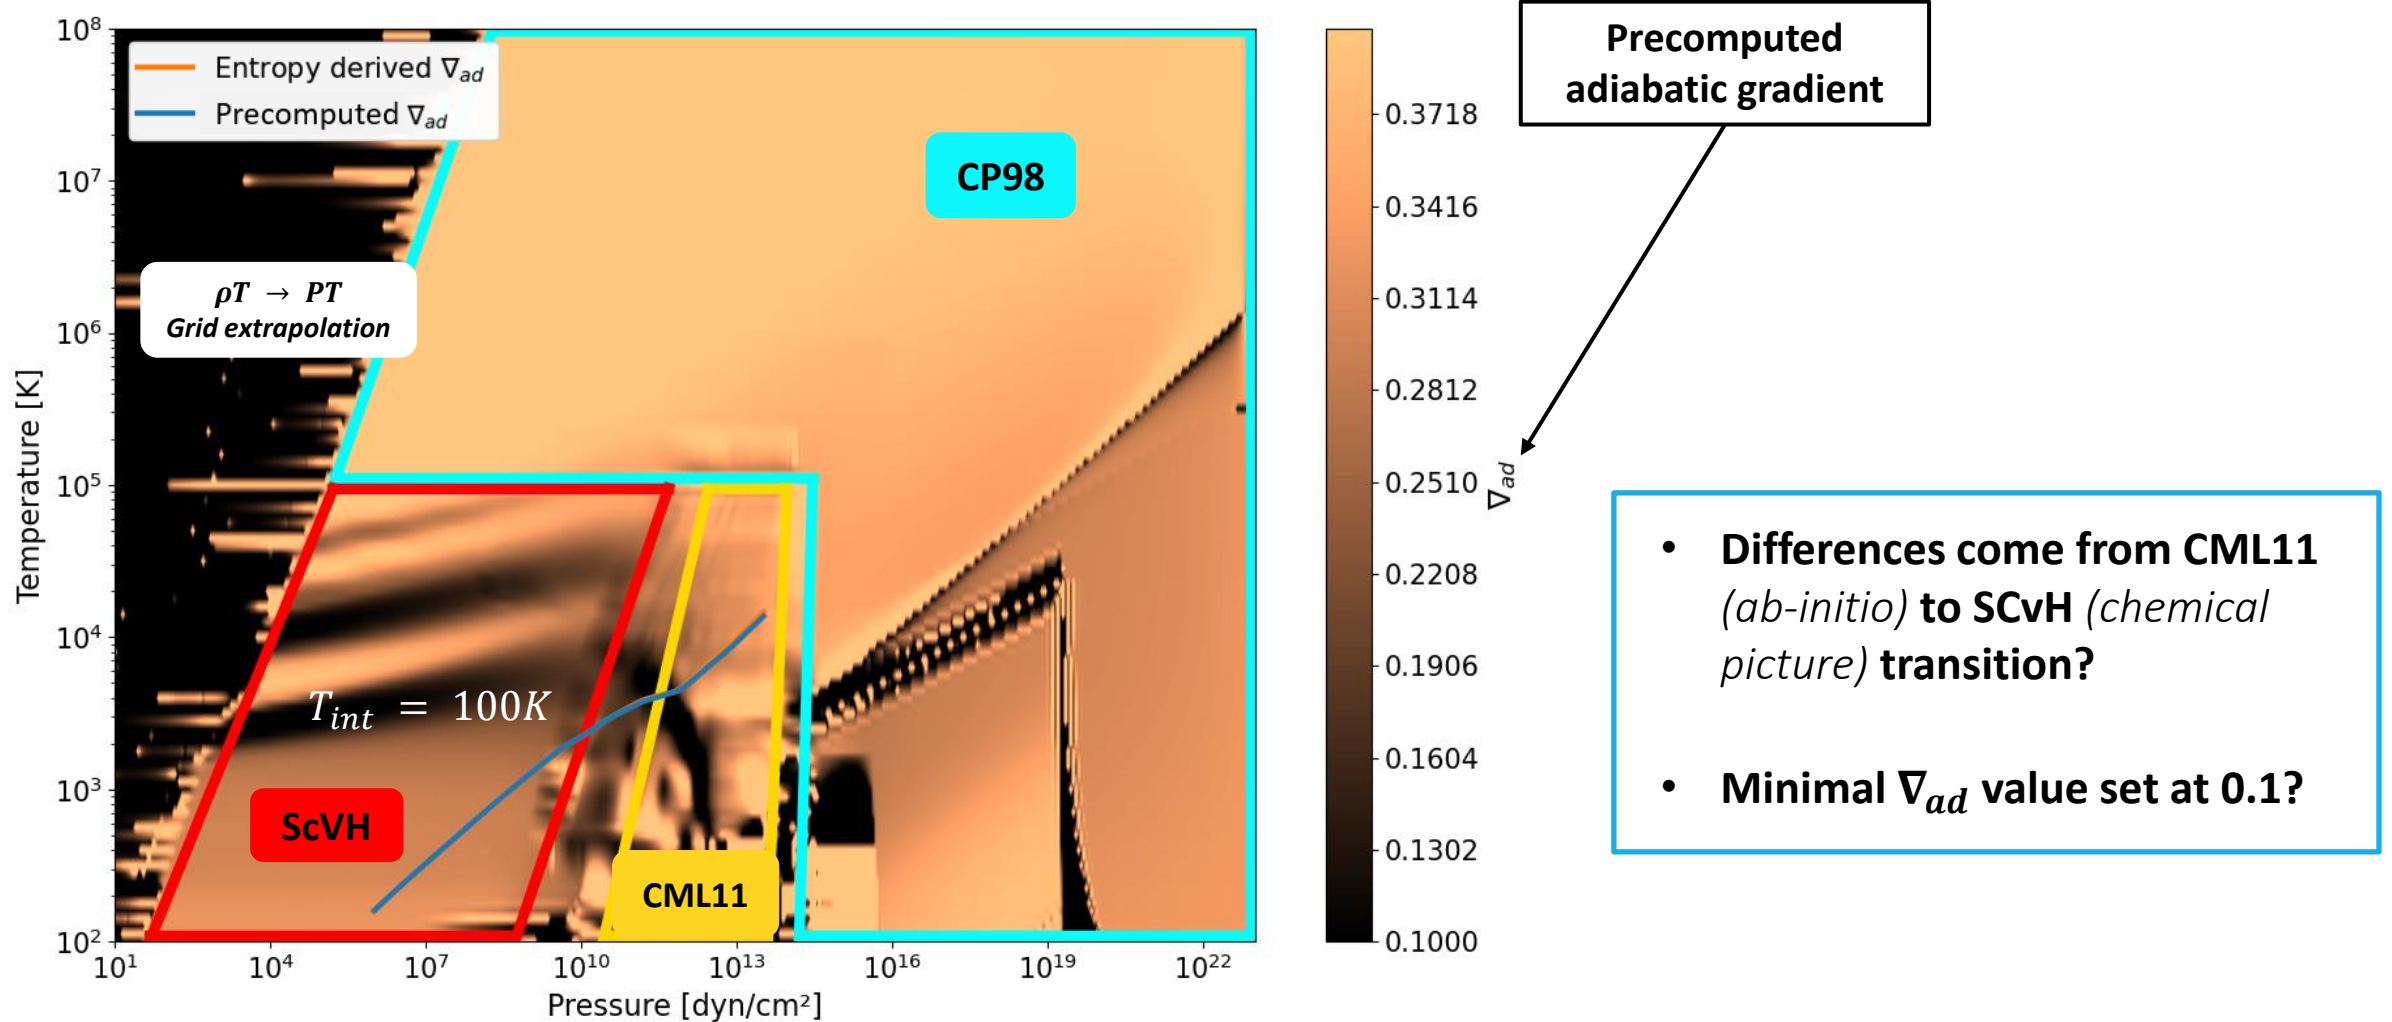 Precomputed
adiabatic gradient
Entropy derived ∇ad
Precomputed ∇ad
CP98
ρT → PT
Grid extrapolation
T_int = 100K
ScVH
CML11
Temperature [K]
10⁸
10⁷
10⁶
10⁵
10⁴
10³
10²
10¹
10⁴
10⁷
10¹⁰
10¹³
10¹⁶
10¹⁹
10²²
Pressure [dyn/cm²]
0.3718
0.3416
0.3114
0.2812
0.2510
0.2208
0.1906
0.1604
0.1302
0.1000
∇ad
• Differences come from CML11
(ab-initio) to SCvH (chemical
picture) transition?
• Minimal ∇ad value set at 0.1?